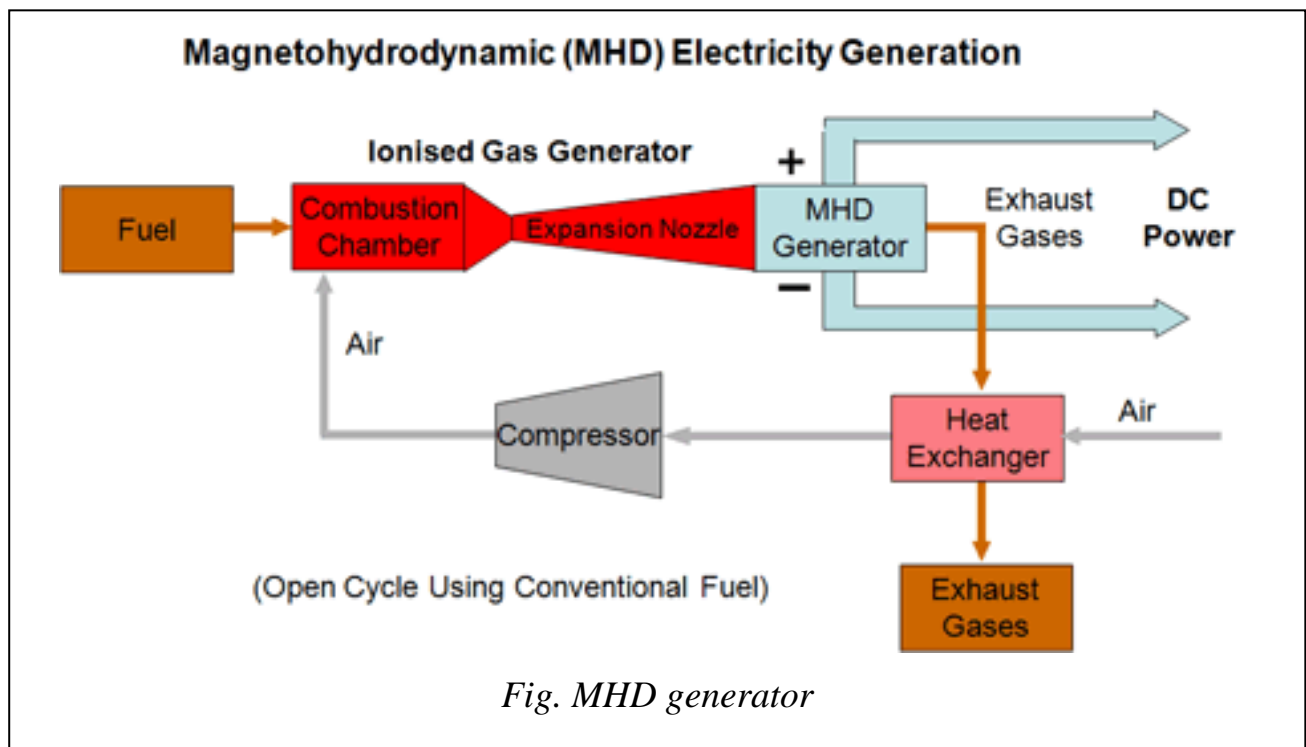 Magnetohydrodynamic (MHD) Electricity Generation
Ionised Gas Generator
+
Fuel
Combustion
Chamber
Expansion Nozzle
MHD
Generator
Exhaust
Gases
DC
Power
−
Air
Compressor
Heat
Exchanger
Air
(Open Cycle Using Conventional Fuel)
Exhaust
Gases
Fig. MHD generator